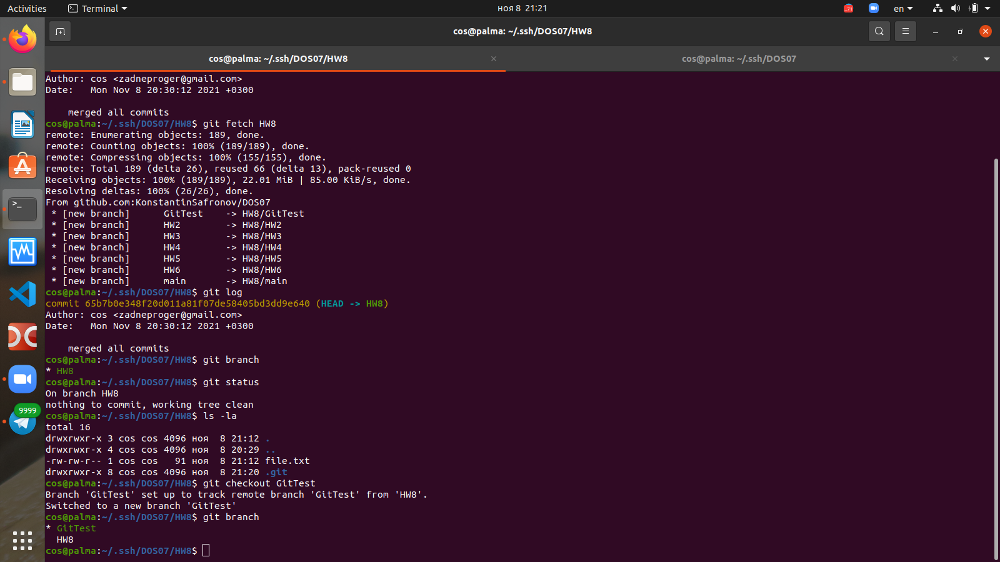 Activities
Terminal
ноя 8 21:21
71
en
cos@palma: ~/.ssh/DOS07/HW8
cos@palma: ~/.ssh/DOS07/HW8
cos@palma: ~/.ssh/DOS07
Author: cos <zadneproger@gmail.com>
Date:   Mon Nov 8 20:30:12 2021 +0300
    merged all commits
cos@palma:~/.ssh/DOS07/HW8$ git fetch HW8
remote: Enumerating objects: 189, done.
remote: Counting objects: 100% (189/189), done.
remote: Compressing objects: 100% (155/155), done.
remote: Total 189 (delta 26), reused 66 (delta 13), pack-reused 0
Receiving objects: 100% (189/189), 22.01 MiB | 85.00 KiB/s, done.
Resolving deltas: 100% (26/26), done.
From github.com:KonstantinSafronov/DOS07
 * [new branch]      GitTest    -> HW8/GitTest
 * [new branch]      HW2        -> HW8/HW2
 * [new branch]      HW3        -> HW8/HW3
 * [new branch]      HW4        -> HW8/HW4
 * [new branch]      HW5        -> HW8/HW5
 * [new branch]      HW6        -> HW8/HW6
 * [new branch]      main       -> HW8/main
cos@palma:~/.ssh/DOS07/HW8$ git log
commit 65b7b0e348f20d011a81f07de58405bd3dd9e640 (HEAD -> HW8)
Author: cos <zadneproger@gmail.com>
Date:   Mon Nov 8 20:30:12 2021 +0300
    merged all commits
cos@palma:~/.ssh/DOS07/HW8$ git branch
* HW8
cos@palma:~/.ssh/DOS07/HW8$ git status
On branch HW8
nothing to commit, working tree clean
cos@palma:~/.ssh/DOS07/HW8$ ls -la
total 16
drwxrwxr-x 3 cos cos 4096 ноя  8 21:12 .
drwxrwxr-x 4 cos cos 4096 ноя  8 20:29 ..
-rw-rw-r-- 1 cos cos   91 ноя  8 21:12 file.txt
drwxrwxr-x 8 cos cos 4096 ноя  8 21:20 .git
cos@palma:~/.ssh/DOS07/HW8$ git checkout GitTest
Branch 'GitTest' set up to track remote branch 'GitTest' from 'HW8'.
Switched to a new branch 'GitTest'
cos@palma:~/.ssh/DOS07/HW8$ git branch
* GitTest
  HW8
cos@palma:~/.ssh/DOS07/HW8$
9999